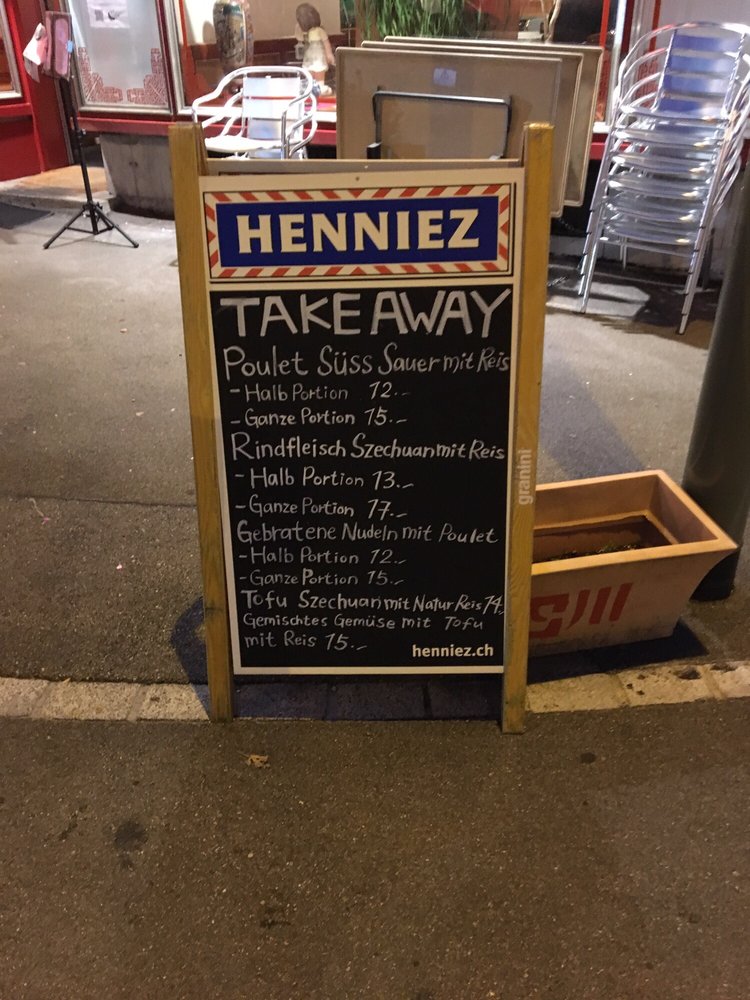 HENNIEZ
TAKE AWAY
Poulet Süss Sauer mit Reis
- Halb Portion 12.-
- Ganze Portion 15.-
Rindfleisch Szechuan mit Reis
- Halb Portion 13.-
- Ganze Portion 17.-
Gebratene Nudeln mit Poulet
- Halb Portion 12.-
- Ganze Portion 15.-
Tofu Szechuan mit Natur Reis 14.-
Gemischtes Gemüse mit Tofu
mit Reis 15.-
henniez.ch
granini